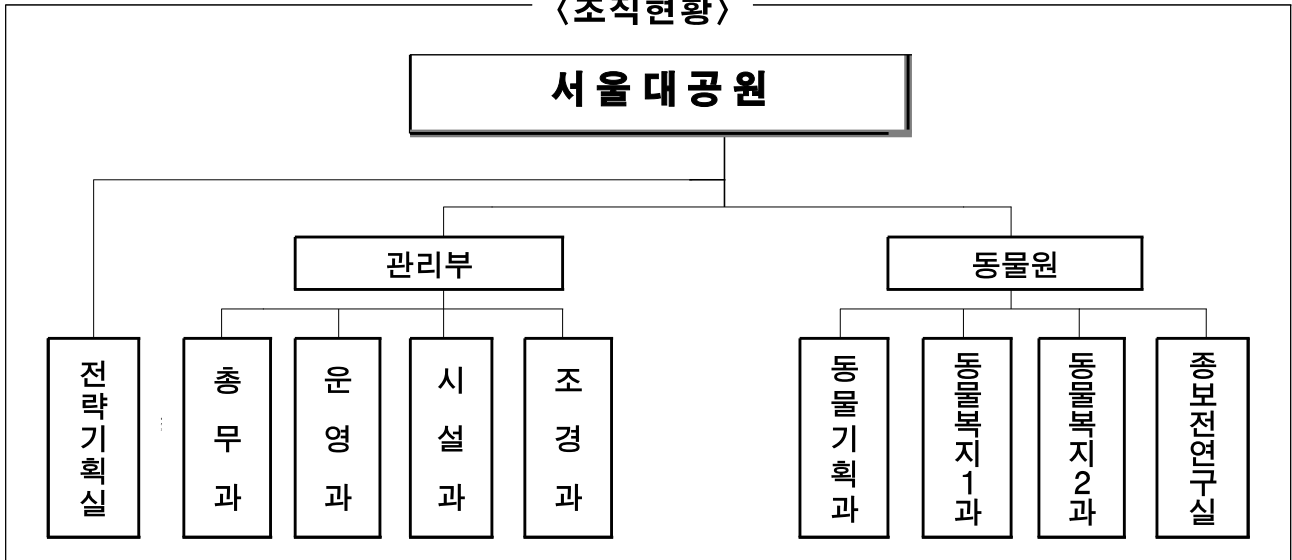 〈조직현황〉
서울대공원
관리부
동물원
전략기획실
총무과
운영과
시설과
조경과
동물기획과
동물복지1과
동물복지2과
종보전연구실